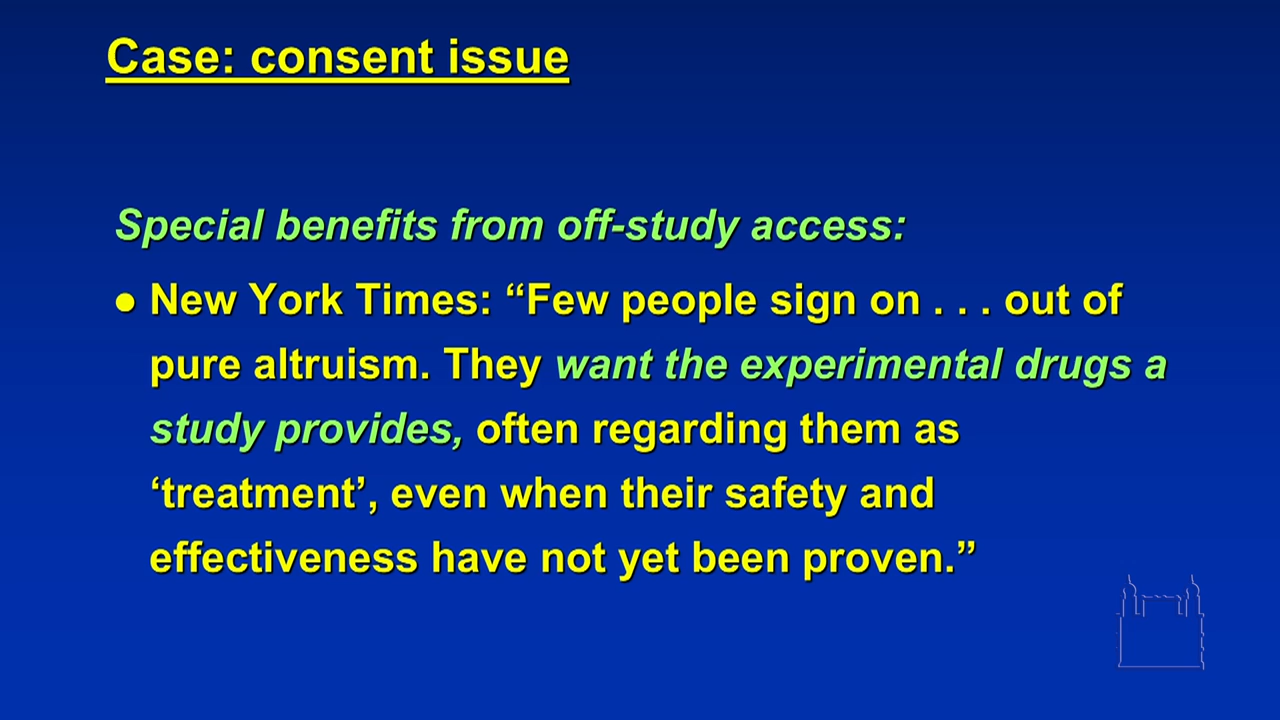 Case: consent issue
Special benefits from off-study access:
● New York Times: “Few people sign on . . . out of
pure altruism. They want the experimental drugs a
study provides, often regarding them as
‘treatment’, even when their safety and
effectiveness have not yet been proven.”